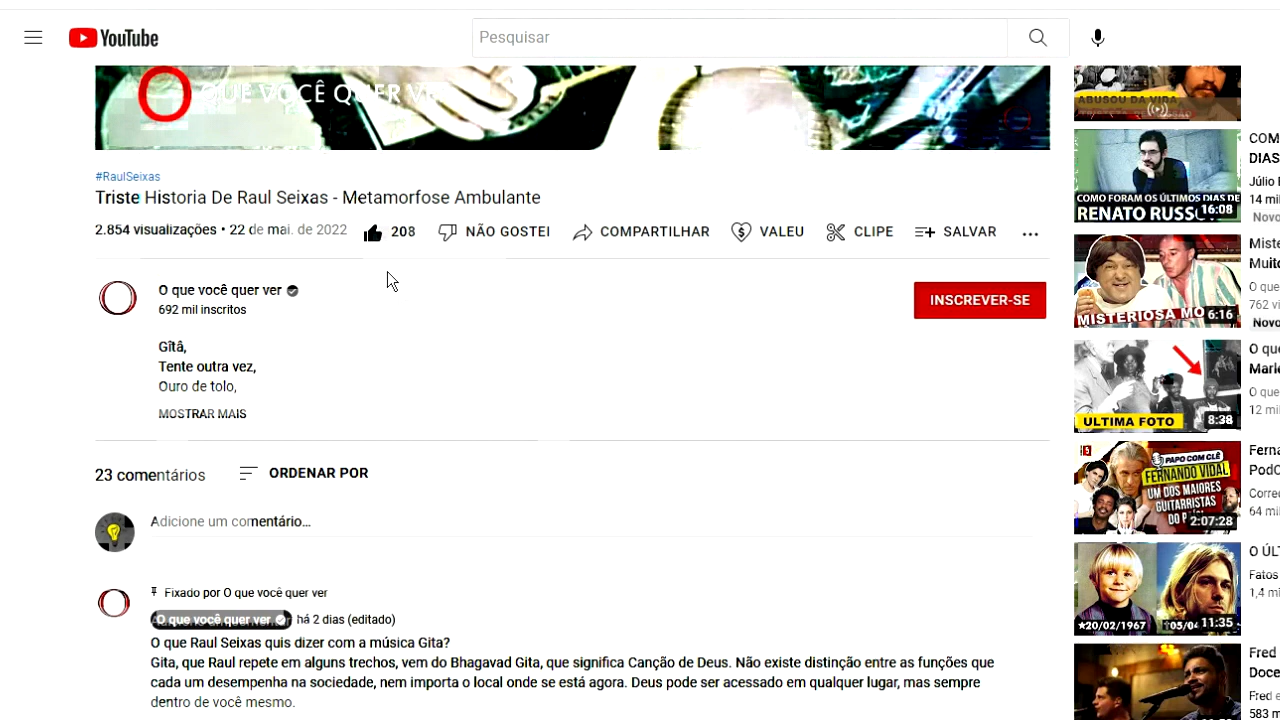 YouTube
Pesquisar
O QUE VOCÊ QUER V
#RaulSeixas
Triste Historia De Raul Seixas - Metamorfose Ambulante
2.854 visualizações • 22 de mai. de 2022
208
NÃO GOSTEI
COMPARTILHAR
VALEU
CLIPE
SALVAR
O que você quer ver
692 mil inscritos
INSCREVER-SE
Gîtâ,
Tente outra vez,
Ouro de tolo,
MOSTRAR MAIS
23 comentários
ORDENAR POR
Adicione um comentário...
Fixado por O que você quer ver
O que você quer ver há 2 dias (editado)
O que Raul Seixas quis dizer com a música Gita?
Gita, que Raul repete em alguns trechos, vem do Bhagavad Gita, que significa Canção de Deus. Não existe distinção entre as funções que
cada um desempenha na sociedade, nem importa o local onde se está agora. Deus pode ser acessado em qualquer lugar, mas sempre
dentro de você mesmo.
ABUSOU DA VIDA
COMO FORAM OS ÚLTIMOS DIAS DE
RENATO RUSS
16:08
COM
DIAS
Júlio
14 mil
Novo
MISTERIOSA MO
6:16
Miste
Muito
O que
762 vi
Novo
ULTIMA FOTO
8:38
O que
Marle
O que
12 mil
PAPO COM CLÊ
FERNANDO VIDAL
UM DOS MAIORES
GUITARRISTAS
DO P
2:07:28
Ferna
PodC
Correc
64 mil
★20/02/1967
†05/04
11:35
O ÚLT
Fatos
1,4 mi
Fred
Doce
Fred e
583 m